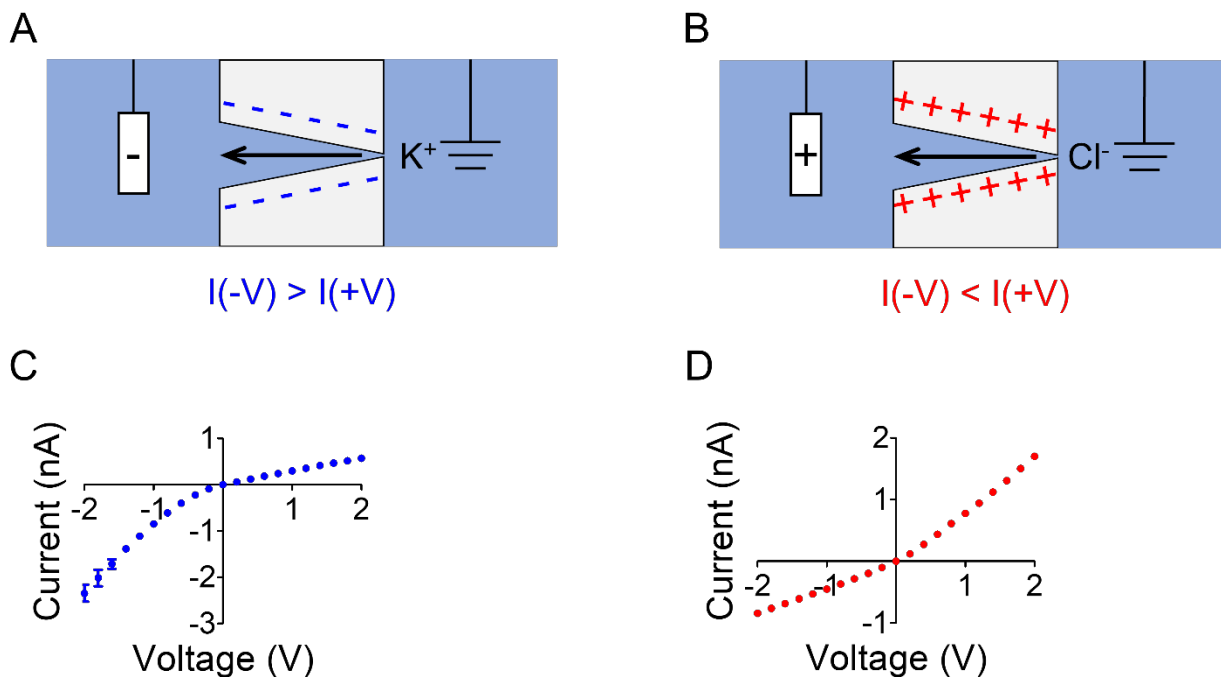 A
B
-
K+
+
Cl-
I(-V) > I(+V)
I(-V) < I(+V)
C
D
Current (nA)
1
-2
-1
1
2
-1
-2
-3
Voltage (V)
Current (nA)
2
1
-2
-1
1
2
-1
Voltage (V)